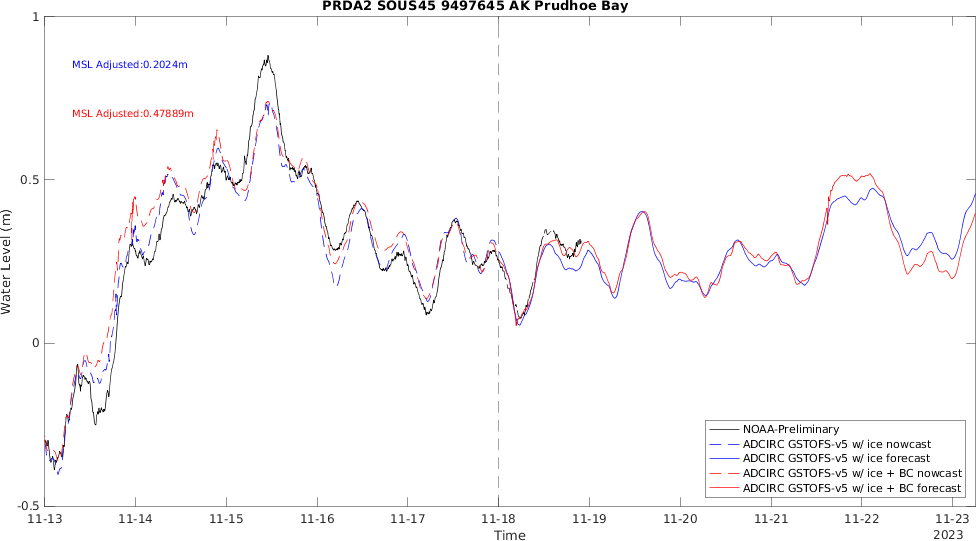 PRDA2 SOUS45 9497645 AK Prudhoe Bay
1
MSL Adjusted:0.2024m
MSL Adjusted:0.47889m
0.5
Water Level (m)
0
NOAA-Preliminary
ADCIRC GSTOFS-v5 w/ ice nowcast
ADCIRC GSTOFS-v5 w/ ice forecast
ADCIRC GSTOFS-v5 w/ ice + BC nowcast
ADCIRC GSTOFS-v5 w/ ice + BC forecast
-0.5
11-13 11-14 11-15 11-16 11-17 11-18 11-19 11-20 11-21 11-22 11-23
Time 2023